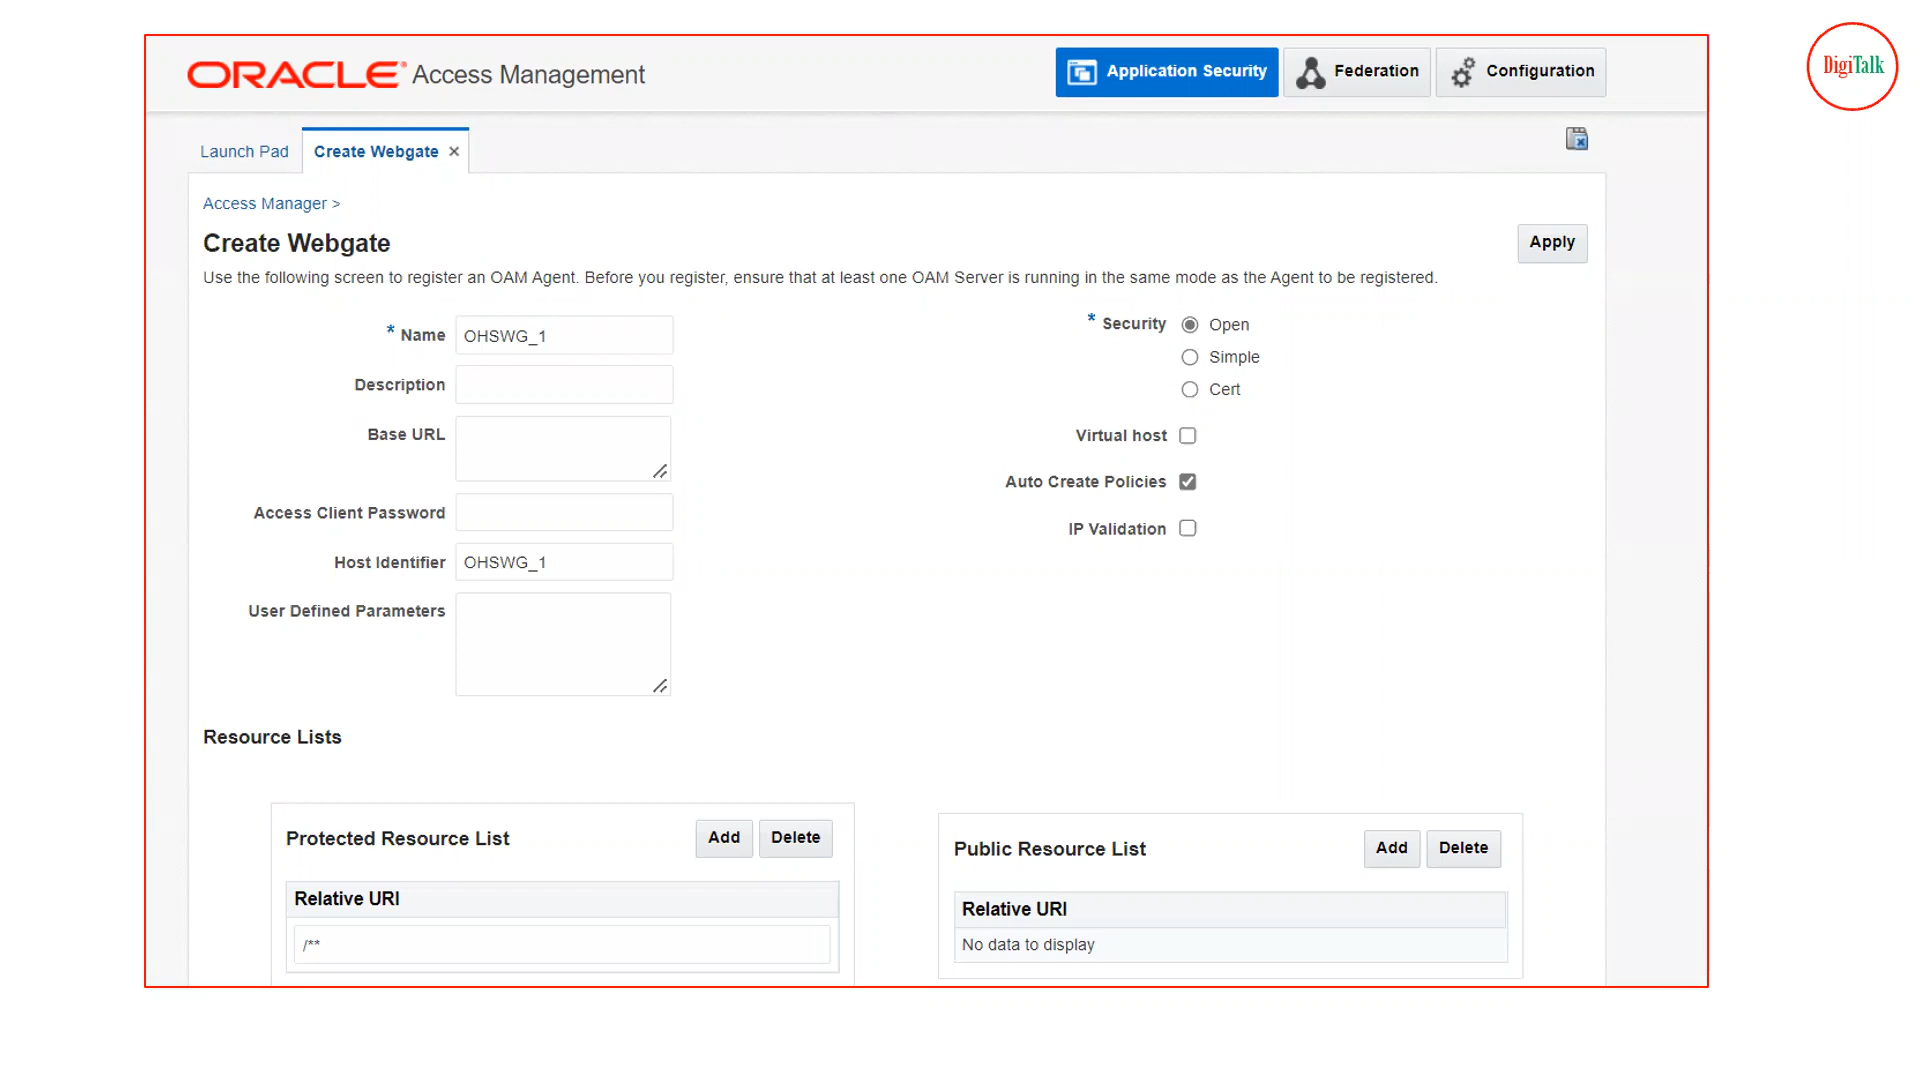 ORACLE® Access Management
Application Security
Federation
Configuration
DigiTalk
Launch Pad
Create Webgate
Access Manager >
Create Webgate
Apply
Use the following screen to register an OAM Agent. Before you register, ensure that at least one OAM Server is running in the same mode as the Agent to be registered.
* Name OHSWG_1
Description
Base URL
Access Client Password
Host Identifier OHSWG_1
User Defined Parameters
* Security Open
Simple
Cert
Virtual host
Auto Create Policies
IP Validation
Resource Lists
Protected Resource List Add Delete
Relative URI
/**
Public Resource List Add Delete
Relative URI
No data to display